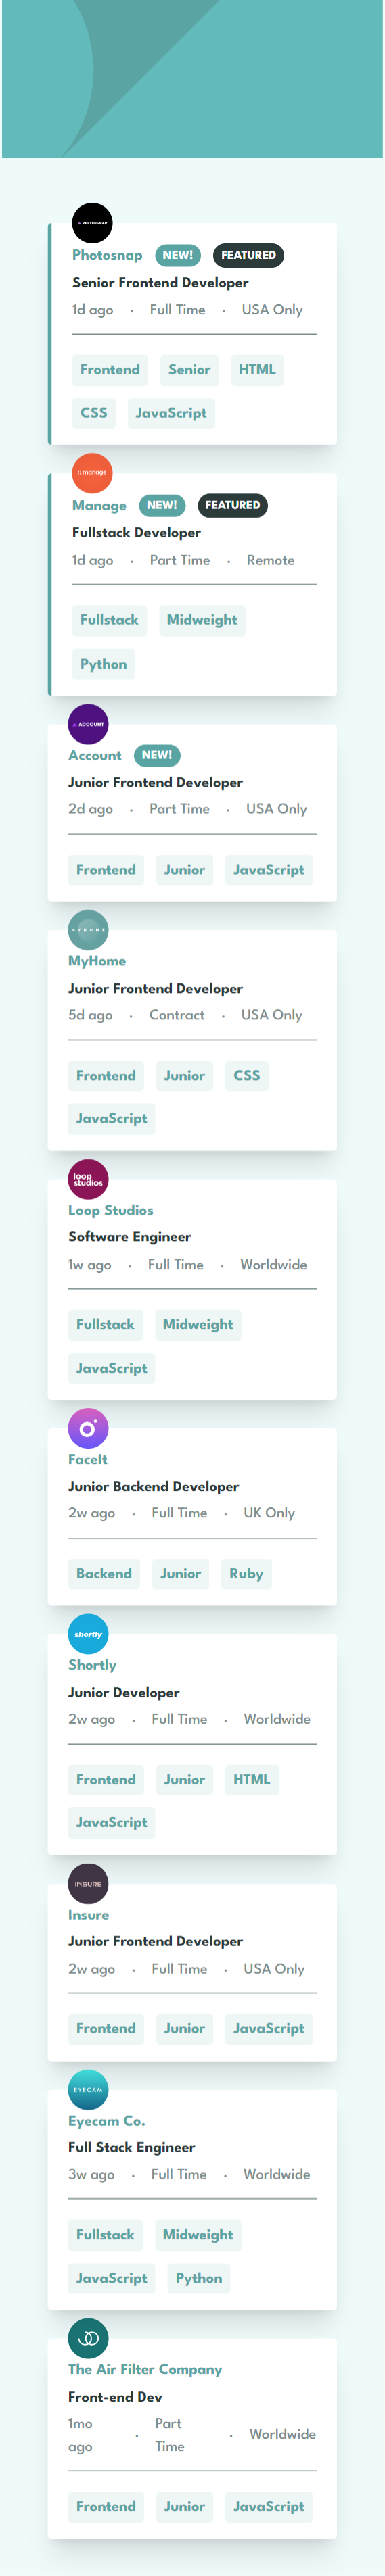 PHOTOSNAP
Photosnap NEW! FEATURED
Senior Frontend Developer
1d ago · Full Time · USA Only
Frontend Senior HTML
CSS JavaScript
manage
Manage NEW! FEATURED
Fullstack Developer
1d ago · Part Time · Remote
Fullstack Midweight
Python
ACCOUNT
Account NEW!
Junior Frontend Developer
2d ago · Part Time · USA Only
Frontend Junior JavaScript
MYHOME
MyHome
Junior Frontend Developer
5d ago · Contract · USA Only
Frontend Junior CSS
JavaScript
loop
studios
Loop Studios
Software Engineer
1w ago · Full Time · Worldwide
Fullstack Midweight
JavaScript
FaceIt
Junior Backend Developer
2w ago · Full Time · UK Only
Backend Junior Ruby
shortly
Shortly
Junior Developer
2w ago · Full Time · Worldwide
Frontend Junior HTML
JavaScript
INSURE
Insure
Junior Frontend Developer
2w ago · Full Time · USA Only
Frontend Junior JavaScript
EYECAM
Eyecam Co.
Full Stack Engineer
3w ago · Full Time · Worldwide
Fullstack Midweight
JavaScript Python
The Air Filter Company
Front-end Dev
1mo ago · Part Time · Worldwide
Frontend Junior JavaScript